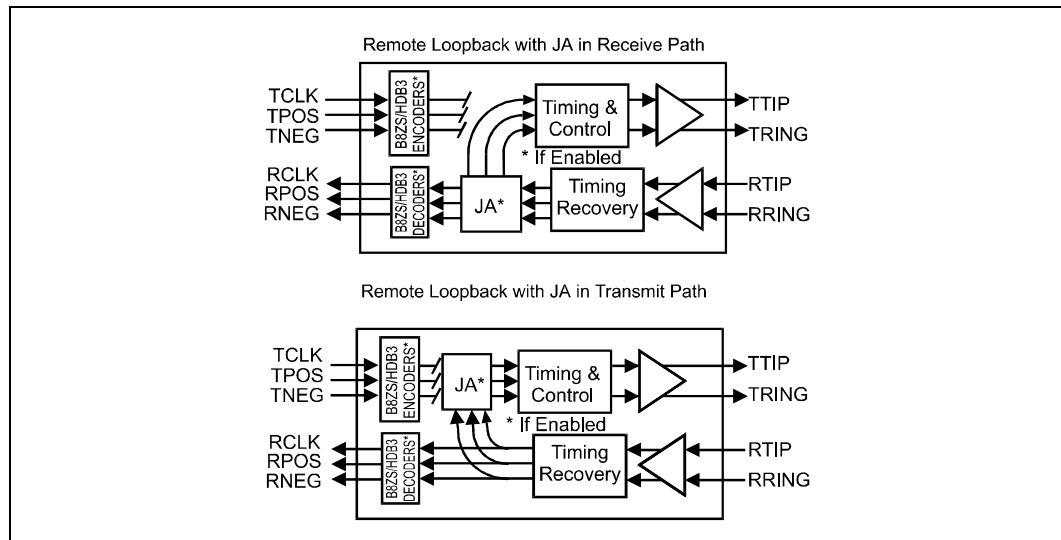 Remote Loopback with JA in Receive Path
TCLK
TPOS
TNEG
B8ZS/HDB3
ENCODERS*
Timing &
Control
TTIP
TRING
* If Enabled
RCLK
RPOS
RNEG
B8ZS/HDB3
DECODERS*
JA*
Timing
Recovery
RTIP
RRING
Remote Loopback with JA in Transmit Path
TCLK
TPOS
TNEG
B8ZS/HDB3
ENCODERS*
JA*
Timing &
Control
TTIP
TRING
* If Enabled
RCLK
RPOS
RNEG
B8ZS/HDB3
DECODERS*
Timing
Recovery
RTIP
RRING